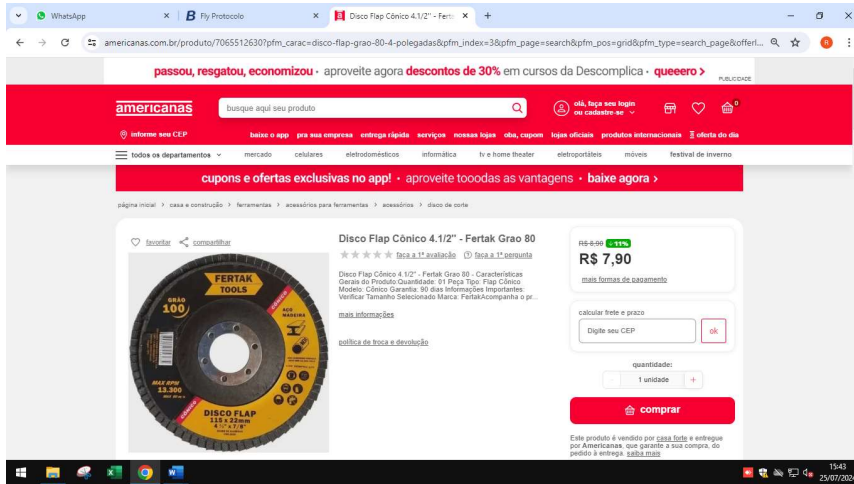 WhatsApp
Fly Protocolo
Disco Flap Cônico 4.1/2" - Fert
americanas.com.br/produto/7065512630?pfm_carac=disco-flap-grao-80-4-polegadas&pfm_index=3&pfm_page=search&pfm_pos=grid&pfm_type=search_page&offerl...
R
passou, resgatou, economizou · aproveite agora descontos de 30% em cursos da Descomplica · queeero >
PUBLICIDADE
americanas
busque aqui seu produto
olá, faça seu login
ou cadastre-se
0
informe seu CEP
baixe o app pra sua empresa entrega rápida serviços nossas lojas oba, cupom lojas oficiais produtos internacionais oferta do dia
todos os departamentos
mercado celulares eletrodomésticos informática tv e home theater eletroportáteis móveis festival de inverno
cupons e ofertas exclusivas no app! · aproveite tooodas as vantagens · baixe agora >
página inicial > casa e construção > ferramentas > acessórios para ferramentas > acessórios > disco de corte
favoritar
compartilhar
FERTAK
TOOLS
GRÃO
100
CÔNICO
AÇO
MADEIRA
MAX RPM
13.300
CÔNICO
DISCO FLAP
115 x 22mm
4 ½" x 7/8"
Disco Flap Cônico 4.1/2" - Fertak Grao 80
faça a 1ª avaliação
faça a 1ª pergunta
Disco Flap Cônico 4.1/2" - Fertak Grao 80 - Características
Gerais do Produto:Quantidade: 01 Peça Tipo: Flap Cônico
Modelo: Cônico Garantia: 90 dias Informações Importantes:
Verificar Tamanho Selecionado Marca: FertakAcompanha o pr...
mais informações
política de troca e devolução
R$ 8,90 11%
R$ 7,90
mais formas de pagamento
calcular frete e prazo
Digite seu CEP
ok
quantidade:
- 1 unidade +
comprar
Este produto é vendido por casa forte e entregue
por Americanas, que garante a sua compra, do
pedido à entrega. saiba mais
15:43
25/07/2024